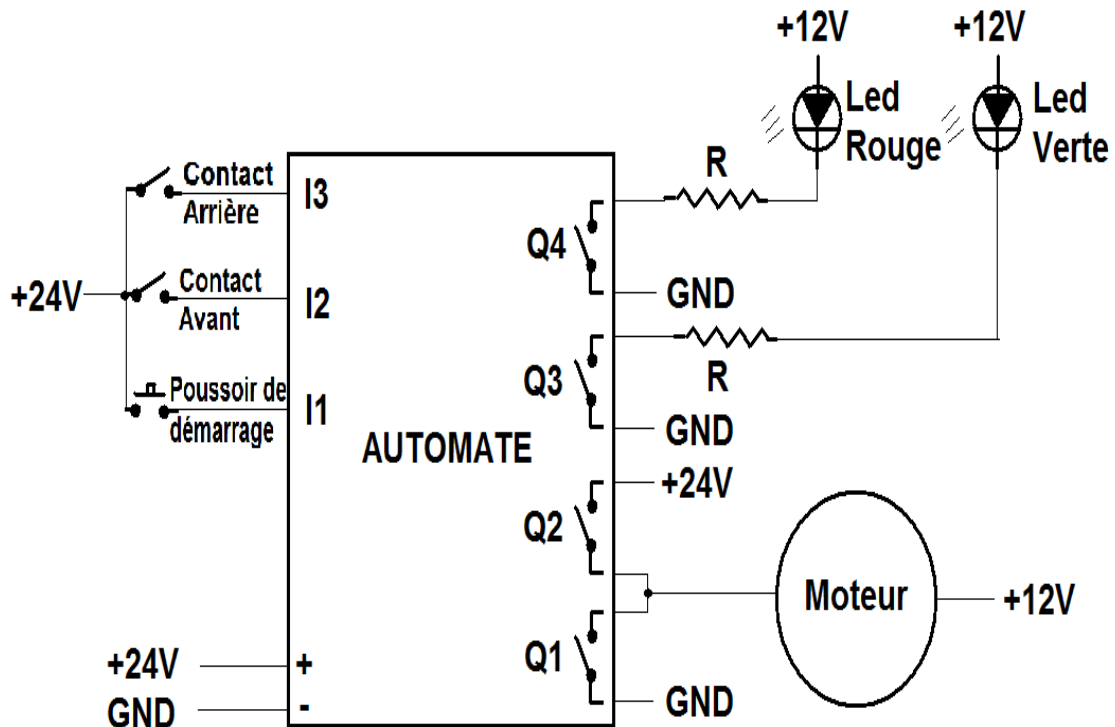 +12V
+12V
Led
Rouge
Led
Verte
R
Contact
Arrière
I3
Q4
+24V
Contact
Avant
I2
GND
R
Q3
Poussoir de
démarrage
I1
GND
AUTOMATE
+24V
Q2
Moteur
+12V
Q1
+24V
+
GND
-
GND